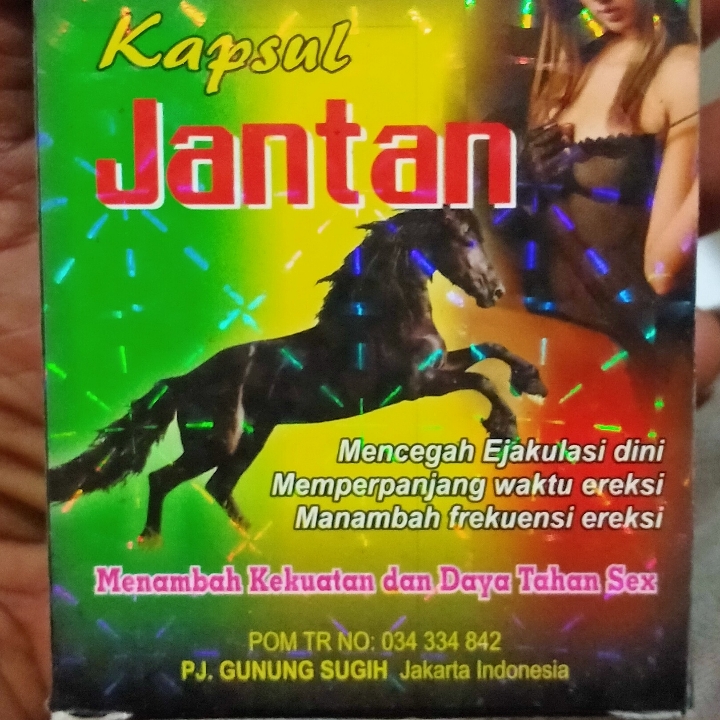 Kapsul
Jantan
Mencegah Ejakulasi dini
Memperpanjang waktu ereksi
Manambah frekuensi ereksi
Menambah Kekuatan dan Daya Tahan Sex
POM TR NO: 034 334 842
PJ. GUNUNG SUGIH Jakarta Indonesia